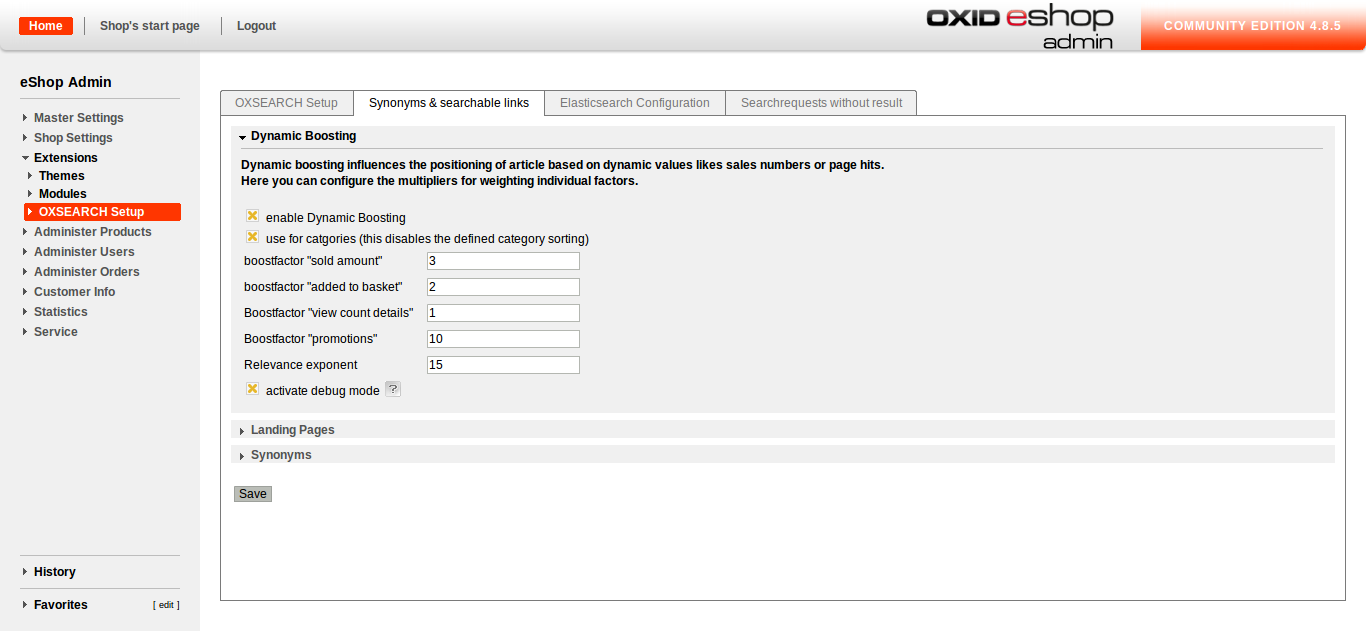 Home
Shop's start page
Logout
OXID eshop
admin
COMMUNITY EDITION 4.8.5
eShop Admin
Master Settings
Shop Settings
Extensions
Themes
Modules
OXSEARCH Setup
Administer Products
Administer Users
Administer Orders
Customer Info
Statistics
Service
History
Favorites [ edit ]
OXSEARCH Setup
Synonyms & searchable links
Elasticsearch Configuration
Searchrequests without result
Dynamic Boosting
Dynamic boosting influences the positioning of article based on dynamic values likes sales numbers or page hits.
Here you can configure the multipliers for weighting individual factors.
enable Dynamic Boosting
use for catgories (this disables the defined category sorting)
boostfactor "sold amount" 3
boostfactor "added to basket" 2
Boostfactor "view count details" 1
Boostfactor "promotions" 10
Relevance exponent 15
activate debug mode ?
Landing Pages
Synonyms
Save